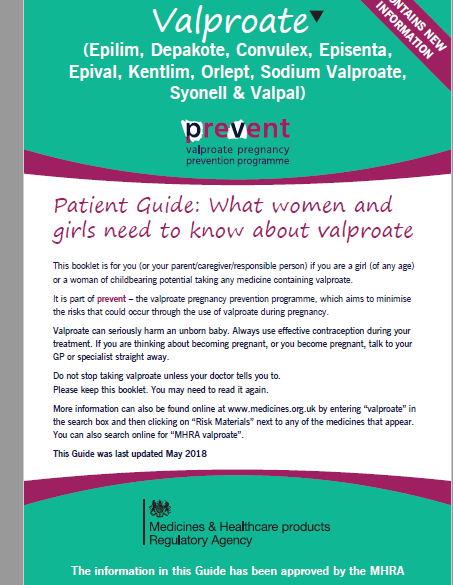 CONTAINS NEW
INFORMATION
Valproate▼
(Epilim, Depakote, Convulex, Episenta,
Epival, Kentlim, Orlept, Sodium Valproate,
Syonell & Valpal)
prevent
valproate pregnancy
prevention programme
Patient Guide: What women and
girls need to know about valproate
This booklet is for you (or your parent/caregiver/responsible person) if you are a girl (of any age)
or a woman of childbearing potential taking any medicine containing valproate.
It is part of prevent – the valproate pregnancy prevention programme, which aims to minimise
the risks that could occur through the use of valproate during pregnancy.
Valproate can seriously harm an unborn baby. Always use effective contraception during your
treatment. If you are thinking about becoming pregnant, or you become pregnant, talk to your
GP or specialist straight away.
Do not stop taking valproate unless your doctor tells you to.
Please keep this booklet. You may need to read it again.
More information can also be found online at www.medicines.org.uk by entering “valproate” in
the search box and then clicking on “Risk Materials” next to any of the medicines that appear.
You can also search online for “MHRA valproate”.
This Guide was last updated May 2018
Medicines & Healthcare products
Regulatory Agency
The information in this Guide has been approved by the MHRA